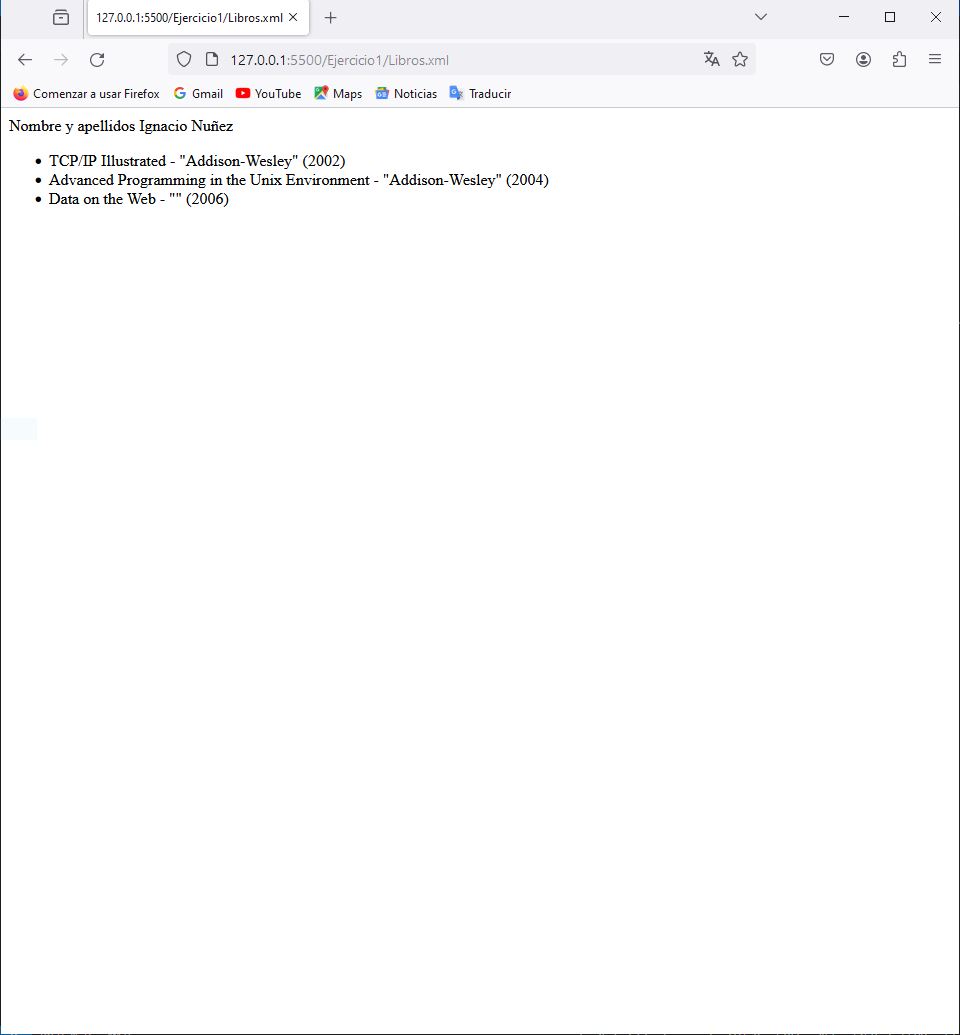 127.0.0.1:5500/Ejercicio1/Libros.xml
127.0.0.1:5500/Ejercicio1/Libros.xml
Comenzar a usar Firefox Gmail YouTube Maps Noticias Traducir
Nombre y apellidos Ignacio Nuñez
• TCP/IP Illustrated - "Addison-Wesley" (2002)
• Advanced Programming in the Unix Environment - "Addison-Wesley" (2004)
• Data on the Web - "" (2006)